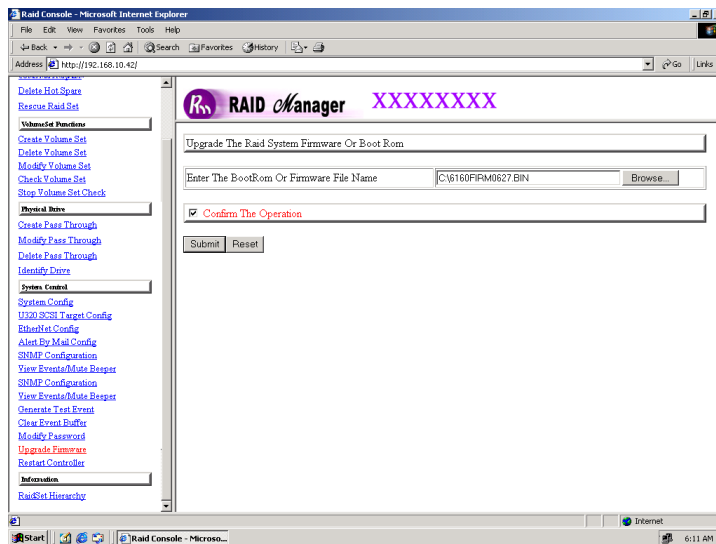 Raid Console - Microsoft Internet Explorer
File Edit View Favorites Tools Help
Back Search Favorites History
Address http://192.168.10.42/ Go Links
Delete Hot Spare
Rescue Raid Set
VolumeSet Functions
Create Volume Set
Delete Volume Set
Modify Volume Set
Check Volume Set
Stop Volume Set Check
Physical Drive
Create Pass Through
Modify Pass Through
Delete Pass Through
Identify Drive
System Control
System Config
U320 SCSI Target Config
EtherNet Config
Alert By Mail Config
SNMP Configuration
View Events/Mute Beeper
SNMP Configuration
View Events/Mute Beeper
Generate Test Event
Clear Event Buffer
Modify Password
Upgrade Firmware
Restart Controller
Information
RaidSet Hierarchy
Rm RAID Manager XXXXXXXX
Upgrade The Raid System Firmware Or Boot Rom
Enter The BootRom Or Firmware File Name C:\6160FIRM0627.BIN Browse...
Confirm The Operation
Submit Reset
Internet
Start Raid Console - Microso... 6:11 AM